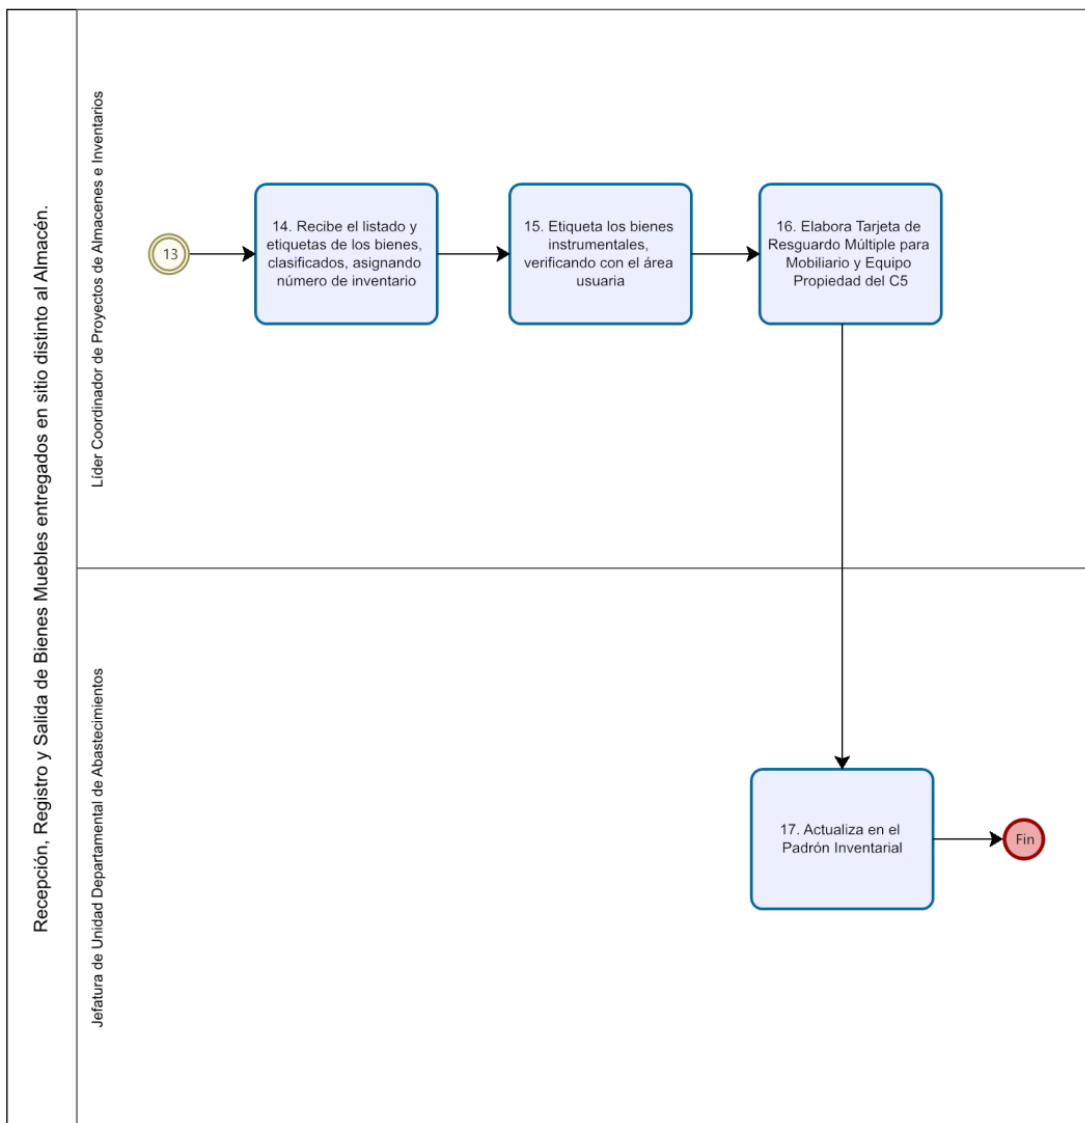 Recepción, Registro y Salida de Bienes Muebles entregados en sitio distinto al Almacén.
Líder Coordinador de Proyectos de Almacenes e Inventarios
13
14. Recibe el listado y
etiquetas de los bienes,
clasificados, asignando
número de inventario
15. Etiqueta los bienes
instrumentales,
verificando con el área
usuaria
16. Elabora Tarjeta de
Resguardo Múltiple para
Mobiliario y Equipo
Propiedad del C5
Jefatura de Unidad Departamental de Abastecimientos
17. Actualiza en el
Padrón Inventarial
Fin